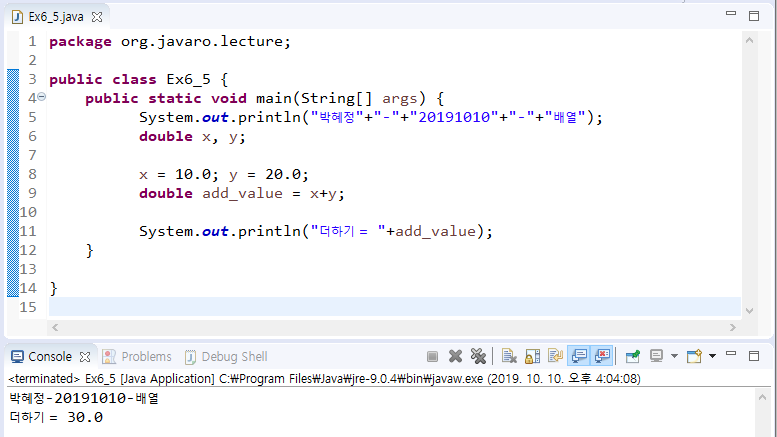 Ex6_5.java
1 package org.javaro.lecture;
2
3 public class Ex6_5 {
4 public static void main(String[] args) {
5 System.out.println("박혜정"+"-"+"20191010"+"-"+"배열");
6 double x, y;
7
8 x = 10.0; y = 20.0;
9 double add_value = x+y;
10
11 System.out.println("더하기 = "+add_value);
12 }
13
14 }
15
Console Problems Debug Shell
<terminated> Ex6_5 [Java Application] C:₩Program Files₩Java₩jre-9.0.4₩bin₩javaw.exe (2019. 10. 10. 오후 4:04:08)
박혜정-20191010-배열
더하기 = 30.0